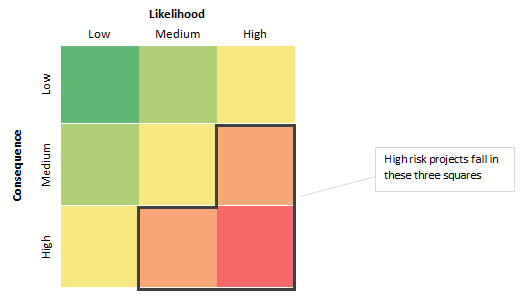 Likelihood
Low Medium High
Consequence
Low
Medium
High
High risk projects fall in
these three squares